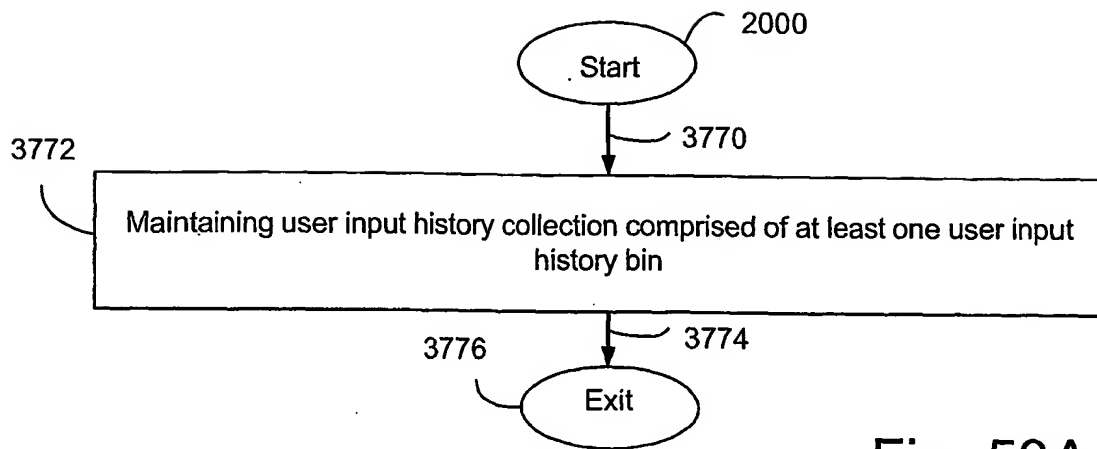 2000
Start
3770
3772
Maintaining user input history collection comprised of at least one user input
history bin
3774
3776
Exit